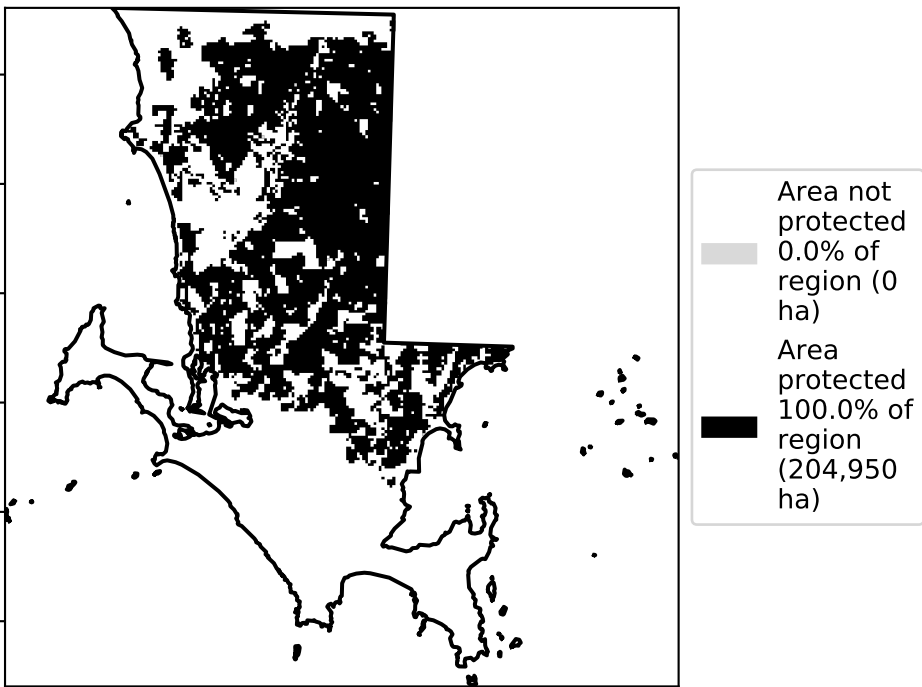 Area not
protected
0.0% of
region (0
ha)
Area
protected
100.0% of
region
(204,950
ha)